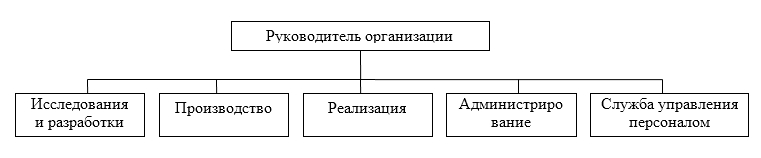 Руководитель организации
Исследования
и разработки
Производство
Реализация
Администриро
вание
Служба управления
персоналом